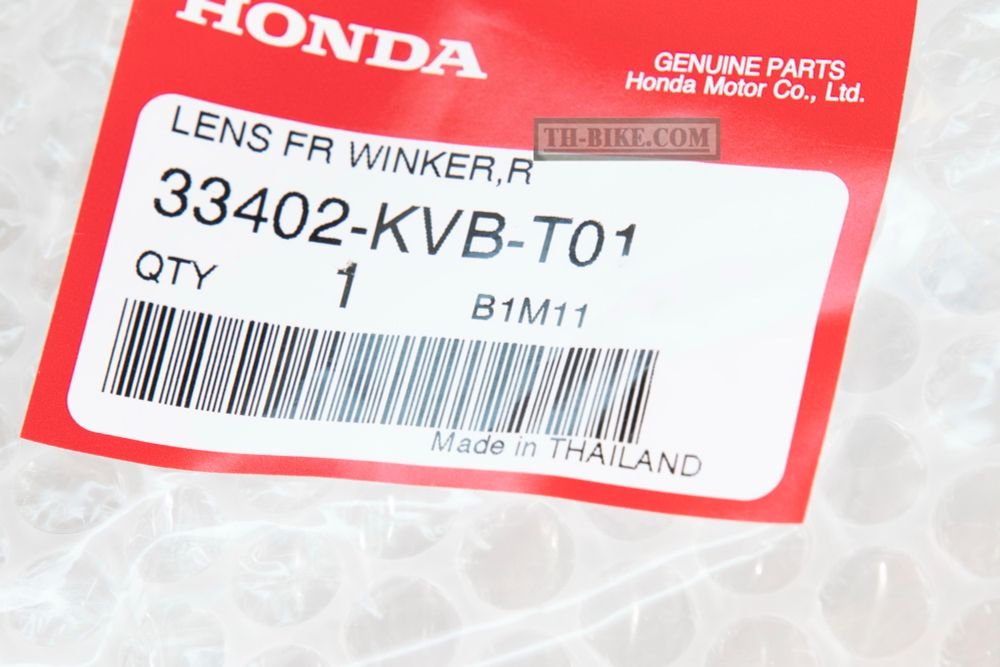 HONDA
GENUINE PARTS
Honda Motor Co., Ltd.
TH-BIKE.COM
LENS FR WINKER,R
33402-KVB-T01
QTY 1 B1M11
Made in THAILAND